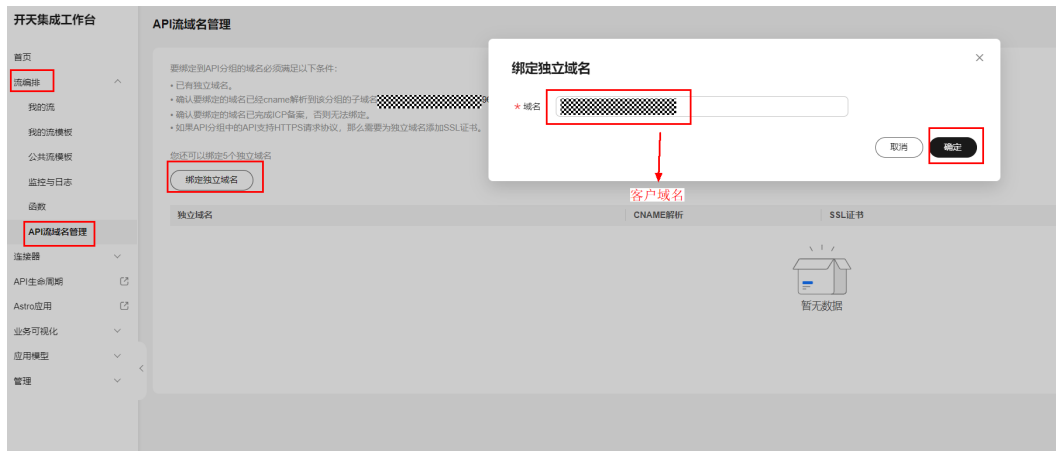 开天集成工作台
首页
流编排
我的流
我的流模板
公共流模板
监控与日志
函数
API流域名管理
连接器
API生命周期
Astro应用
业务可视化
应用模型
管理
API流域名管理
要绑定到API分组的域名必须满足以下条件:
• 已有独立域名。
• 确认要绑定的域名已经cname解析到该分组的子域名
• 确认要绑定的域名已完成ICP备案，否则无法绑定。
• 如果API分组中的API支持HTTPS请求协议，那么需要为独立域名添加SSL证书。
您还可以绑定5个独立域名
绑定独立域名
独立域名 CNAME解析 SSL证书
暂无数据
绑定独立域名
* 域名
取消 确定
客户域名